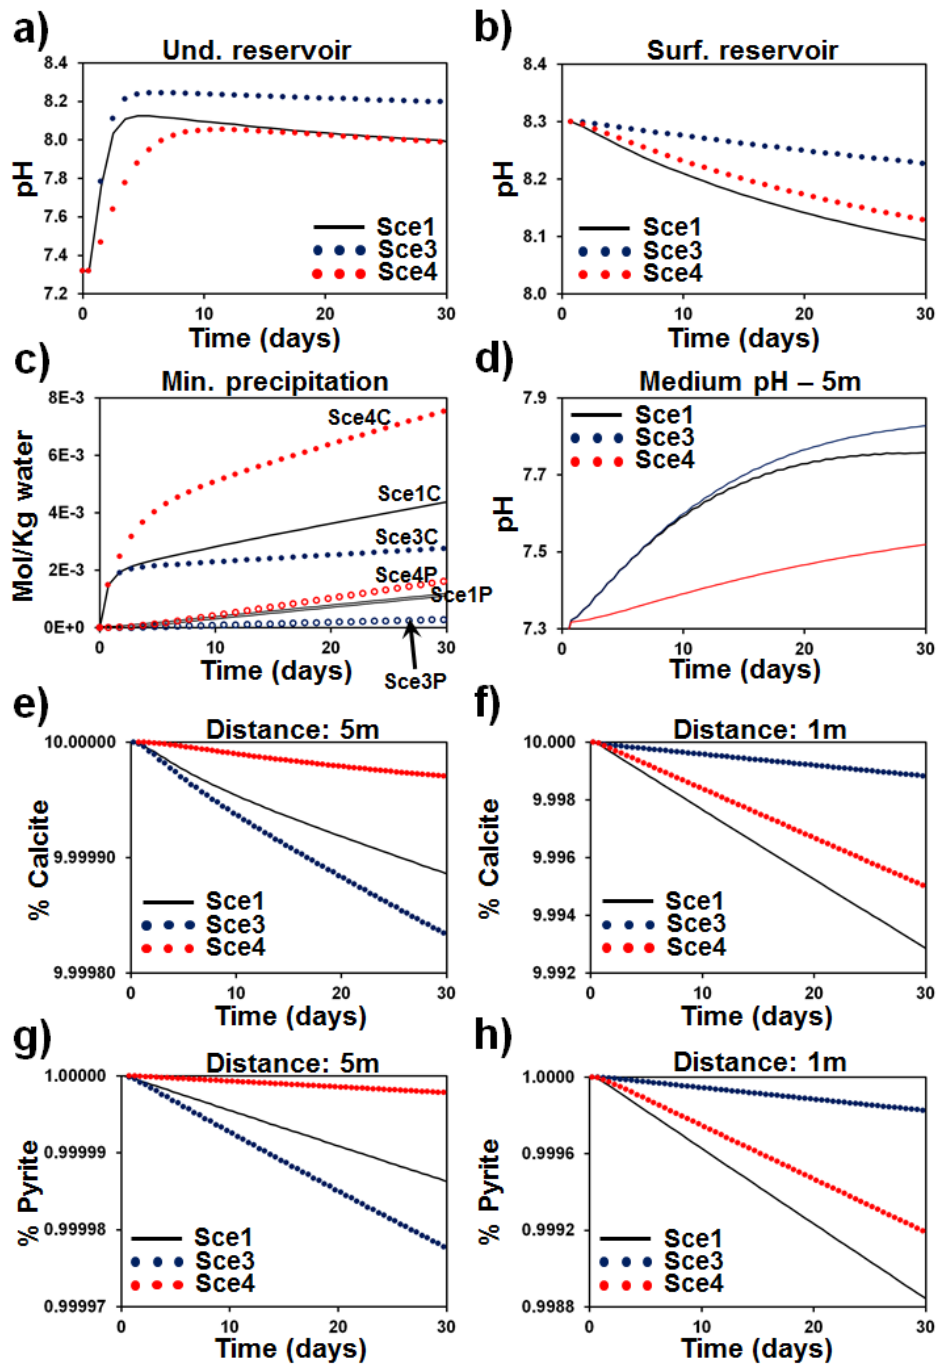 a)
Und. reservoir
8.4
8.2
8.0
7.8
7.6
7.4
7.2
pH
Sce1
Sce3
Sce4
0 10 20 30
Time (days)
b)
Surf. reservoir
8.4
8.3
8.2
8.1
8.0
pH
Sce1
Sce3
Sce4
0 10 20 30
Time (days)
c)
Min. precipitation
8E-3
6E-3
4E-3
2E-3
0E+0
Mol/Kg water
Sce4C
Sce1C
Sce3C
Sce4P
Sce1P
Sce3P
0 10 20 30
Time (days)
d)
Medium pH – 5m
7.9
7.7
7.5
7.3
pH
Sce1
Sce3
Sce4
0 10 20 30
Time (days)
e)
Distance: 5m
10.00000
9.99990
9.99980
% Calcite
Sce1
Sce3
Sce4
0 10 20 30
Time (days)
f)
Distance: 1m
10.000
9.998
9.996
9.994
9.992
% Calcite
Sce1
Sce3
Sce4
0 10 20 30
Time (days)
g)
Distance: 5m
1.00000
0.99999
0.99998
0.99997
% Pyrite
Sce1
Sce3
Sce4
0 10 20 30
Time (days)
h)
Distance: 1m
1.0000
0.9996
0.9992
0.9988
% Pyrite
Sce1
Sce3
Sce4
0 10 20 30
Time (days)